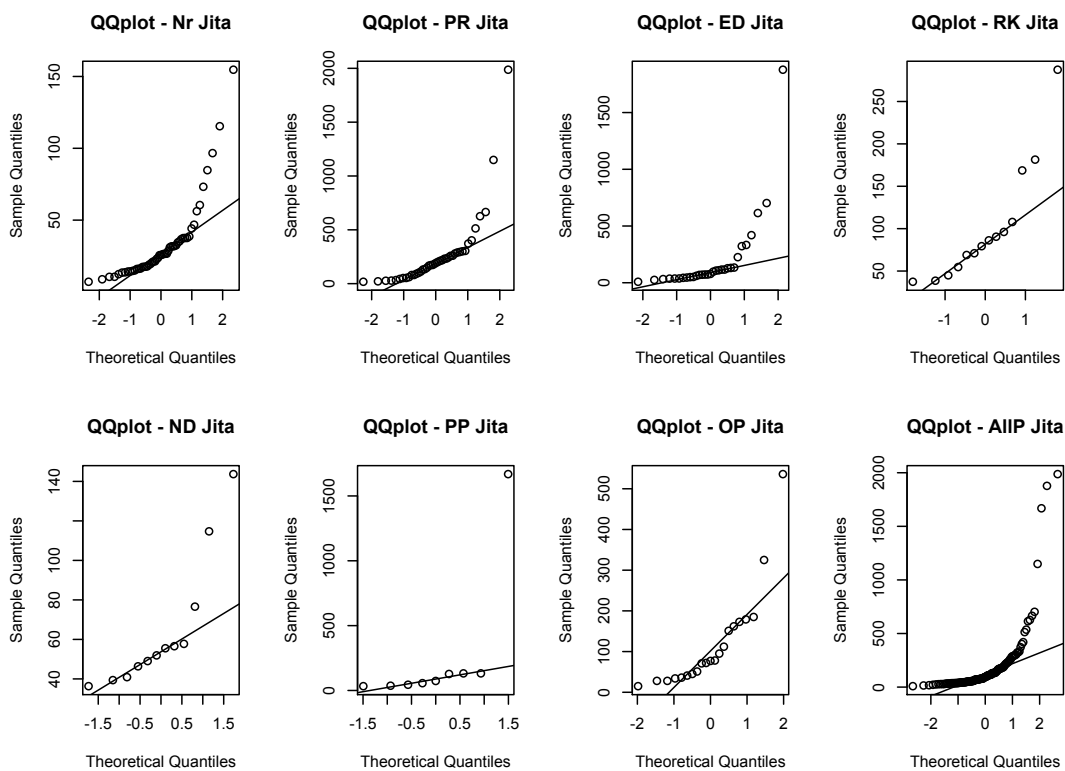 QQplot - Nr Jita
QQplot - PR Jita
QQplot - ED Jita
QQplot - RK Jita
Sample Quantiles
50 100 150
-2 -1 0 1 2
Theoretical Quantiles
Sample Quantiles
0 500 1000 1500 2000
-2 -1 0 1 2
Theoretical Quantiles
Sample Quantiles
0 500 1000 1500
-2 -1 0 1 2
Theoretical Quantiles
Sample Quantiles
50 100 150 200 250
-1 0 1
Theoretical Quantiles
QQplot - ND Jita
QQplot - PP Jita
QQplot - OP Jita
QQplot - AllP Jita
Sample Quantiles
40 60 80 100 140
-1.5 -0.5 0.5 1.5
Theoretical Quantiles
Sample Quantiles
0 500 1000 1500
-1.5 -0.5 0.5 1.5
Theoretical Quantiles
Sample Quantiles
0 100 200 300 400 500
-2 -1 0 1 2
Theoretical Quantiles
Sample Quantiles
0 500 1000 1500 2000
-2 -1 0 1 2
Theoretical Quantiles